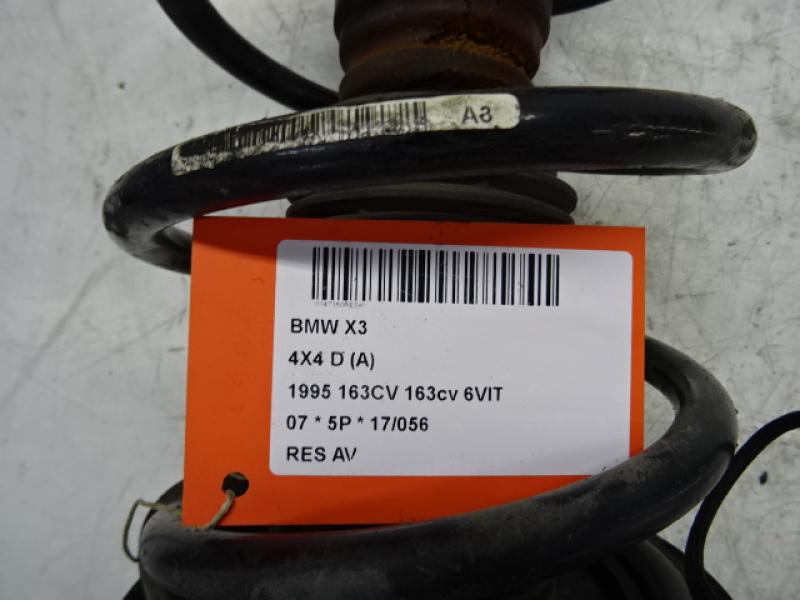 A8
BMW X3
4X4 D (A)
1995 163CV 163cv 6VIT
07 * 5P * 17/056
RES AV